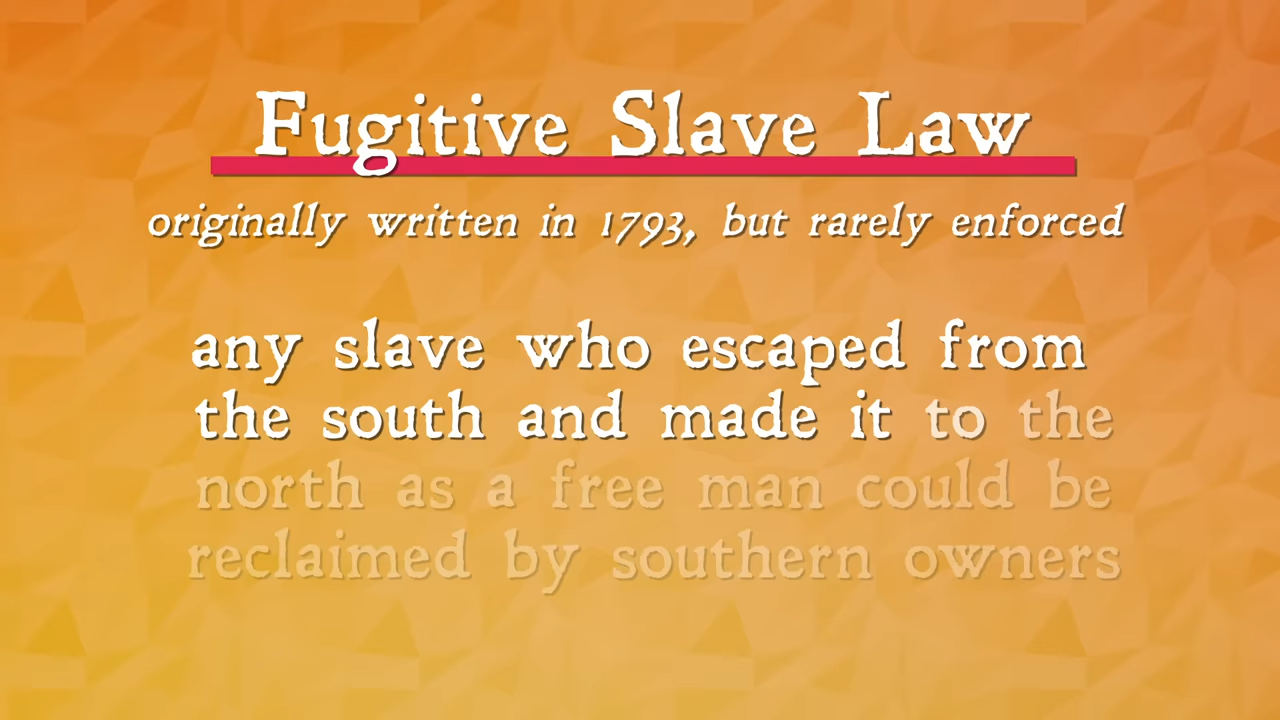 Fugitive Slave Law
originally written in 1793, but rarely enforced
any slave who escaped from
the south and made it to the
north as a free man could be
reclaimed by southern owners